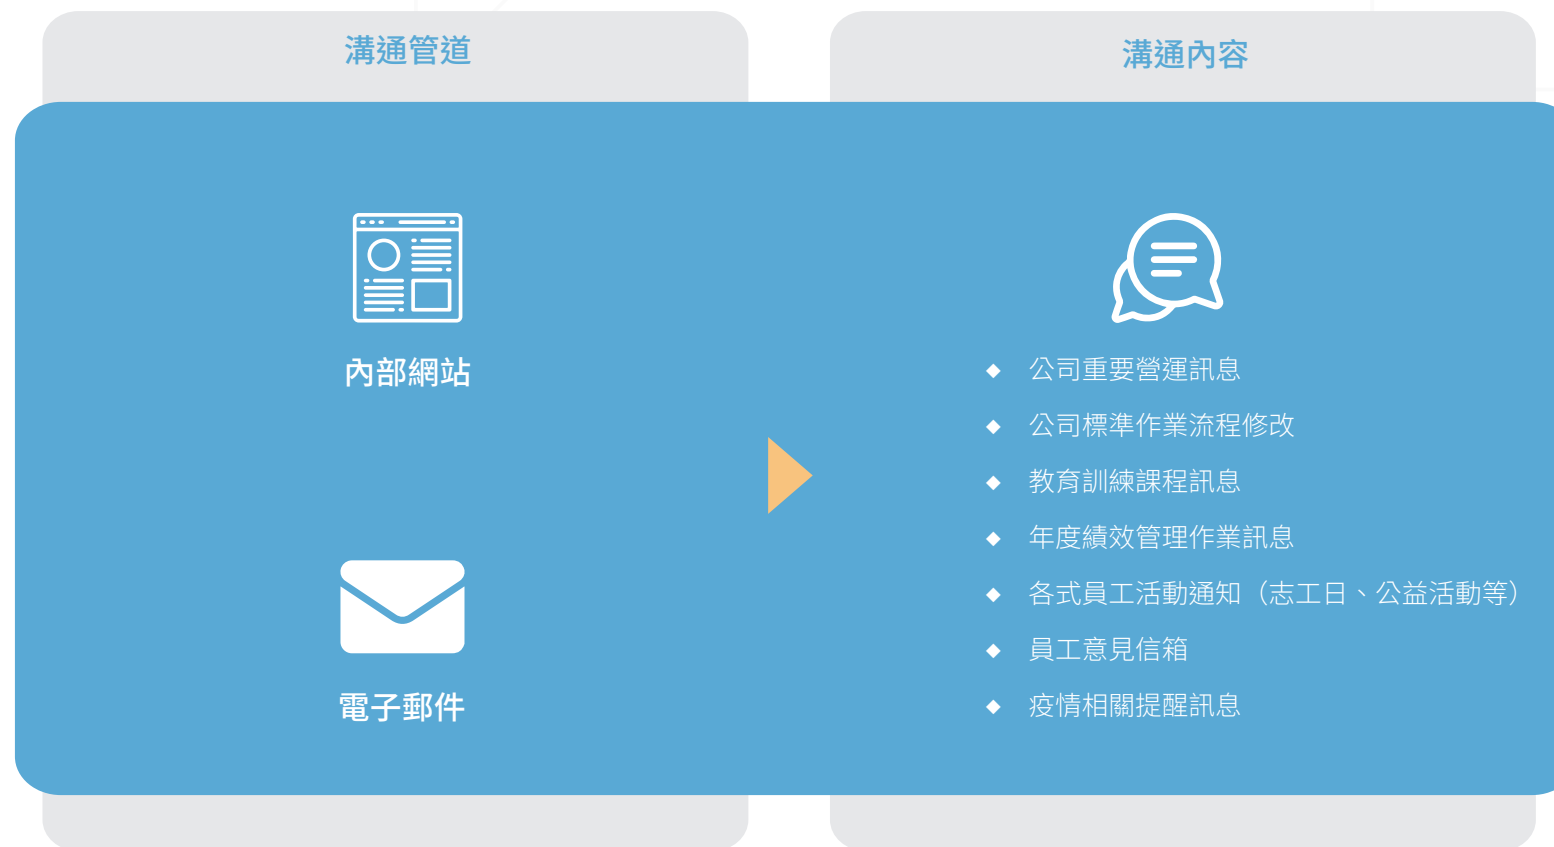 溝通管道
內部網站
電子郵件
溝通內容
◆ 公司重要營運訊息
◆ 公司標準作業流程修改
◆ 教育訓練課程訊息
◆ 年度績效管理作業訊息
◆ 各式員工活動通知（志工日、公益活動等）
◆ 員工意見信箱
◆ 疫情相關提醒訊息